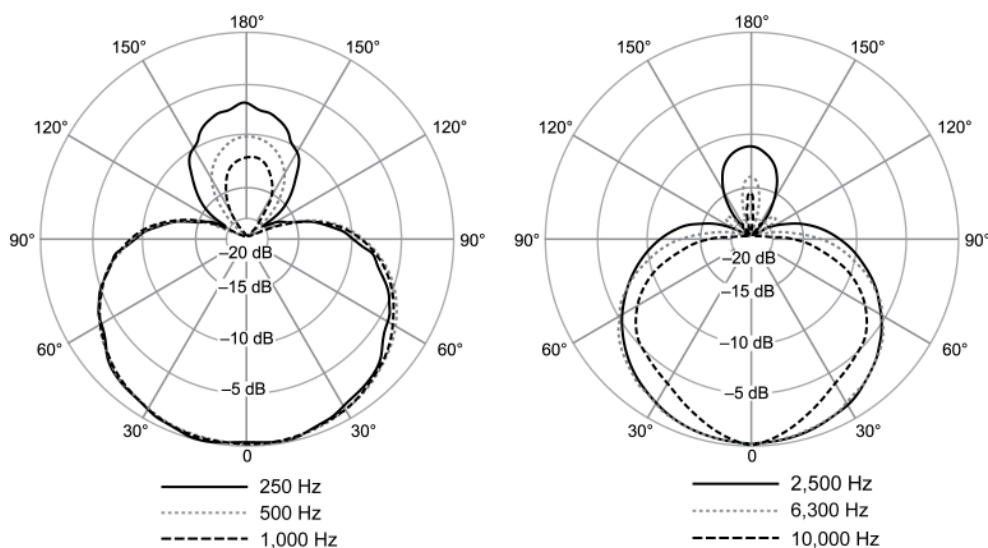 180°
150° 150°
120° 120°
90° 90°
–20 dB
–15 dB
–10 dB
–5 dB
60° 60°
30° 30°
0
250 Hz
500 Hz
1,000 Hz
180°
150° 150°
120° 120°
90° 90°
–20 dB
–15 dB
–10 dB
–5 dB
60° 60°
30° 30°
0
2,500 Hz
6,300 Hz
10,000 Hz